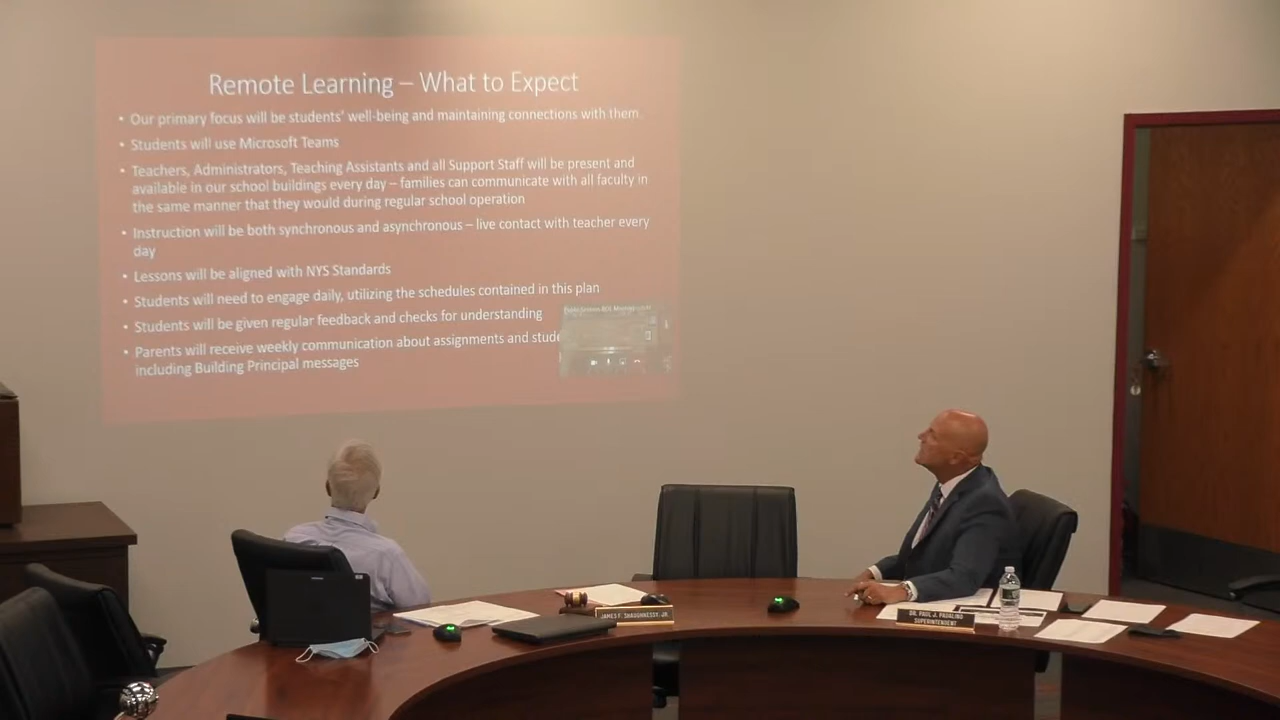 Remote Learning – What to Expect
• Our primary focus will be students' well-being and maintaining connections with them.
• Students will use Microsoft Teams
• Teachers, Administrators, Teaching Assistants and all Support Staff will be present and
available in our school buildings every day – families can communicate with all faculty in
the same manner that they would during regular school operation
• Instruction will be both synchronous and asynchronous – live contact with teacher every
day
• Lessons will be aligned with NYS Standards
• Students will need to engage daily, utilizing the schedules contained in this plan
• Students will be given regular feedback and checks for understanding
• Parents will receive weekly communication about assignments and stude
including Building Principal messages
JAMES F. SHAUGHNESSY, JR.
DR. PAUL J. PADALINO
SUPERINTENDENT